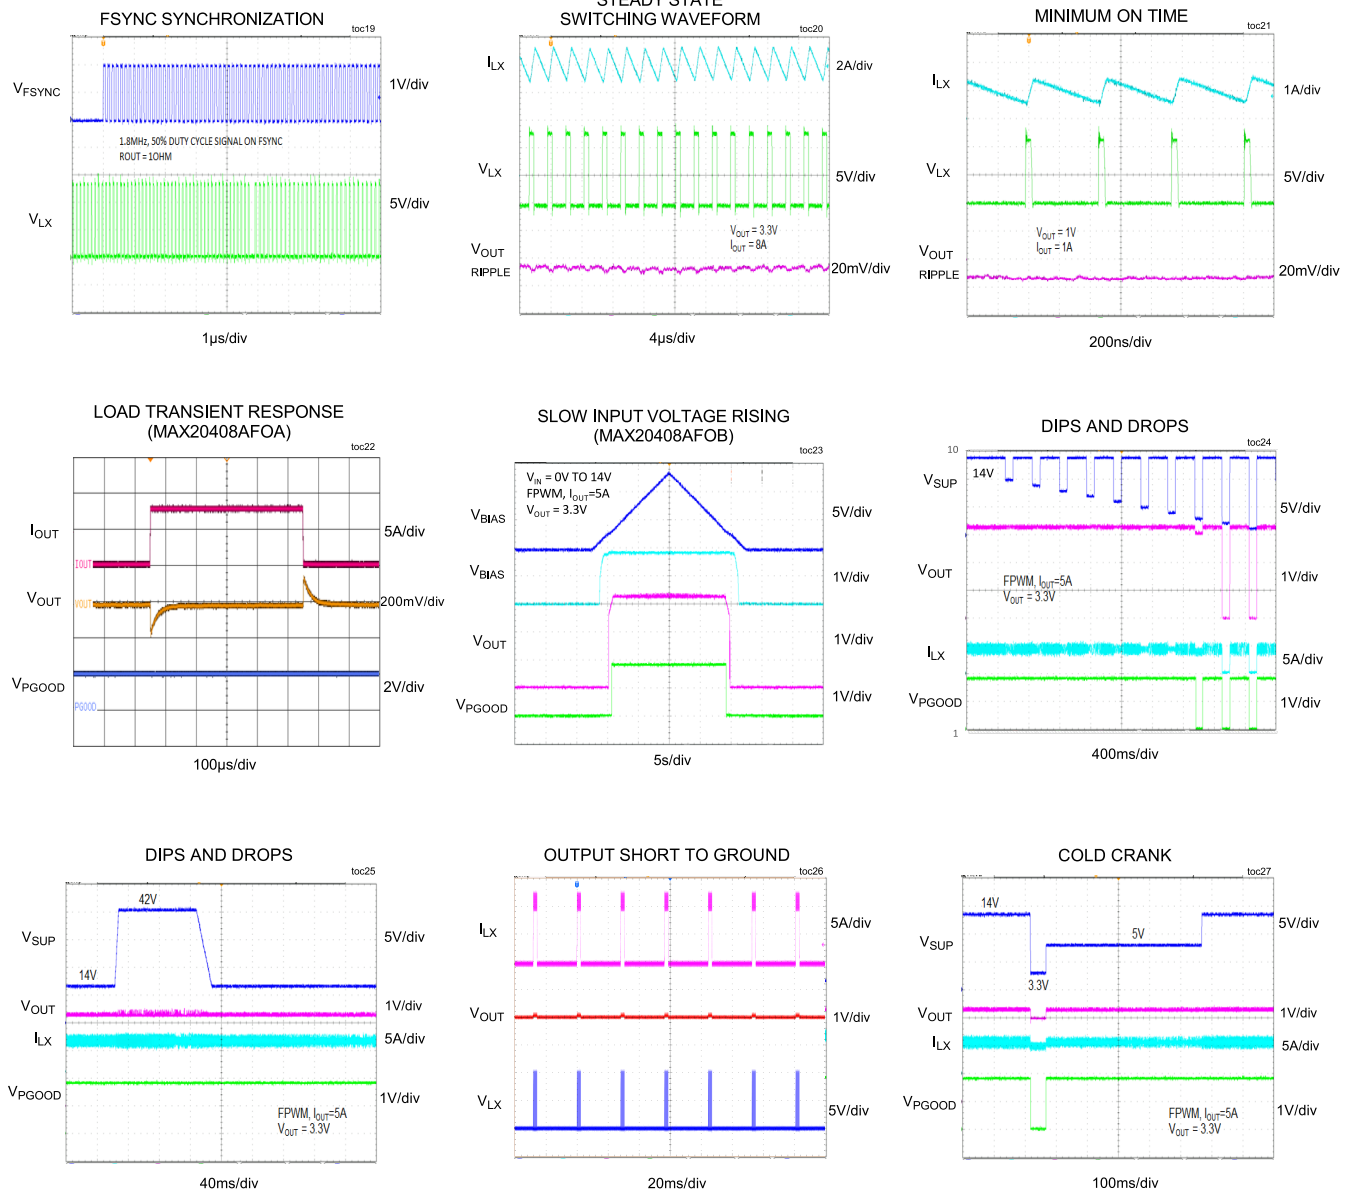 FSYNC SYNCHRONIZATION
toc19
VFSYNC
1V/div
1.8MHz, 50% DUTY CYCLE SIGNAL ON FSYNC
ROUT = 1OHM
VLX
5V/div
1µs/div
STEADY STATE
SWITCHING WAVEFORM
toc20
ILX
2A/div
VLX
5V/div
VOUT = 3.3V
IOUT = 8A
VOUT
RIPPLE
20mV/div
4µs/div
MINIMUM ON TIME
toc21
ILX
1A/div
VLX
5V/div
VOUT = 1V
IOUT = 1A
VOUT
RIPPLE
20mV/div
200ns/div
LOAD TRANSIENT RESPONSE
(MAX20408AFOA)
toc22
IOUT
5A/div
IOUT
VOUT
VOUT
200mV/div
VPGOOD
2V/div
PGOOD
100µs/div
SLOW INPUT VOLTAGE RISING
(MAX20408AFOB)
toc23
VIN = 0V TO 14V
FPWM, IOUT=5A
VOUT = 3.3V
VBIAS
5V/div
VBIAS
1V/div
VOUT
1V/div
VPGOOD
1V/div
5s/div
DIPS AND DROPS
toc24
10
14V
VSUP
5V/div
VOUT
1V/div
FPWM, IOUT=5A
VOUT = 3.3V
ILX
5A/div
VPGOOD
1V/div
1
400ms/div
DIPS AND DROPS
toc25
42V
VSUP
5V/div
14V
VOUT
1V/div
ILX
5A/div
VPGOOD
1V/div
FPWM, IOUT=5A
VOUT = 3.3V
40ms/div
OUTPUT SHORT TO GROUND
toc26
ILX
5A/div
VOUT
1V/div
VLX
5V/div
20ms/div
COLD CRANK
toc27
14V
VSUP
5V
5V/div
3.3V
VOUT
1V/div
ILX
5A/div
VPGOOD
1V/div
FPWM, IOUT=5A
VOUT = 3.3V
100ms/div